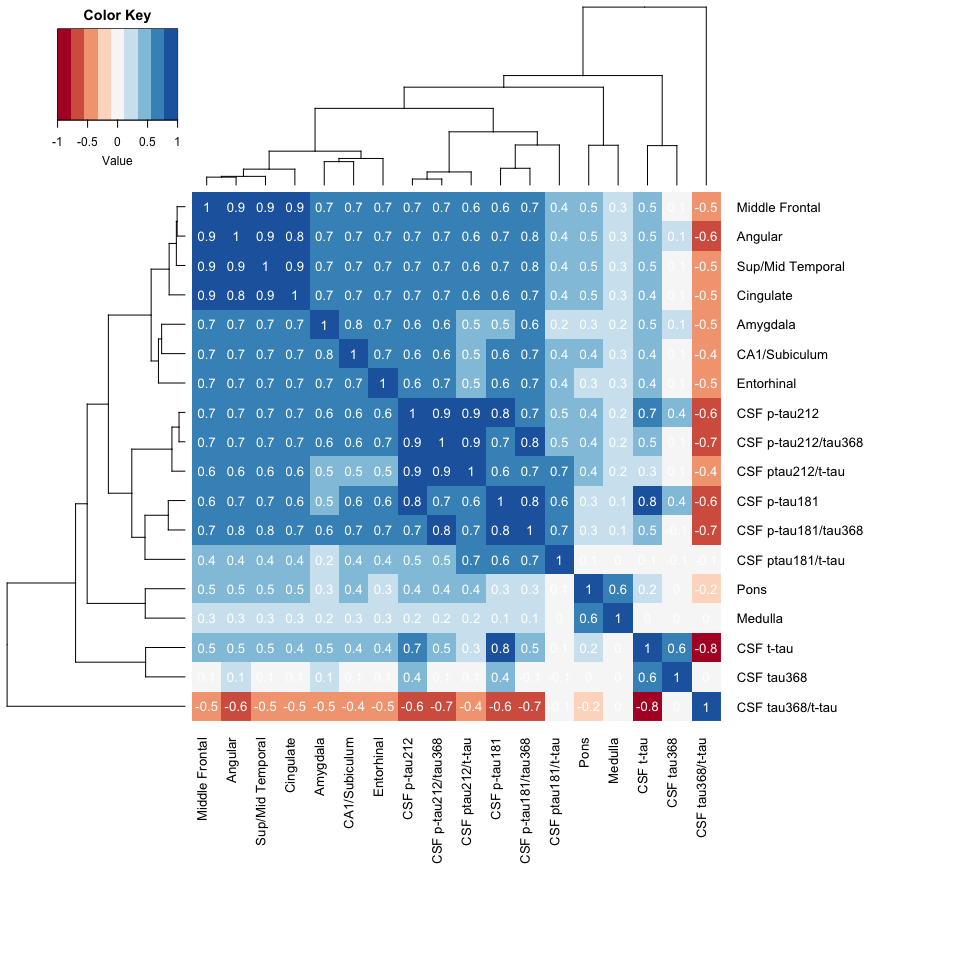 Color Key
-1 -0.5 0 0.5 1
Value
1 0.9 0.9 0.9 0.7 0.7 0.7 0.7 0.7 0.6 0.6 0.7 0.4 0.5 0.3 0.5 0.1 -0.5 Middle Frontal
0.9 1 0.9 0.8 0.7 0.7 0.7 0.7 0.7 0.6 0.7 0.8 0.4 0.5 0.3 0.5 0.1 -0.6 Angular
0.9 0.9 1 0.9 0.7 0.7 0.7 0.7 0.7 0.6 0.7 0.8 0.4 0.5 0.3 0.5 0.1 -0.5 Sup/Mid Temporal
0.9 0.8 0.9 1 0.7 0.7 0.7 0.7 0.7 0.6 0.6 0.7 0.4 0.5 0.3 0.4 0.1 -0.5 Cingulate
0.7 0.7 0.7 0.7 1 0.8 0.7 0.6 0.6 0.5 0.5 0.6 0.2 0.3 0.2 0.5 0.1 -0.5 Amygdala
0.7 0.7 0.7 0.7 0.8 1 0.7 0.6 0.6 0.5 0.6 0.7 0.4 0.4 0.3 0.4 0.1 -0.4 CA1/Subiculum
0.7 0.7 0.7 0.7 0.7 0.7 1 0.6 0.7 0.5 0.6 0.7 0.4 0.3 0.3 0.4 0.1 -0.5 Entorhinal
0.7 0.7 0.7 0.7 0.6 0.6 0.6 1 0.9 0.9 0.8 0.7 0.5 0.4 0.2 0.7 0.4 -0.6 CSF p-tau212
0.7 0.7 0.7 0.7 0.6 0.6 0.7 0.9 1 0.9 0.7 0.8 0.5 0.4 0.2 0.5 0.1 -0.7 CSF p-tau212/tau368
0.6 0.6 0.6 0.6 0.5 0.5 0.5 0.9 0.9 1 0.6 0.7 0.7 0.4 0.2 0.3 0.1 -0.4 CSF ptau212/t-tau
0.6 0.7 0.7 0.6 0.5 0.6 0.6 0.8 0.7 0.6 1 0.8 0.6 0.3 0.1 0.8 0.4 -0.6 CSF p-tau181
0.7 0.8 0.8 0.7 0.6 0.7 0.7 0.7 0.8 0.7 0.8 1 0.7 0.3 0.1 0.5 -0.1 -0.7 CSF p-tau181/tau368
0.4 0.4 0.4 0.4 0.2 0.4 0.4 0.5 0.5 0.7 0.6 0.7 1 0.1 0 0.1 -0.1 -0.1 CSF ptau181/t-tau
0.5 0.5 0.5 0.5 0.3 0.4 0.3 0.4 0.4 0.4 0.3 0.3 0.1 1 0.6 0.2 0 -0.2 Pons
0.3 0.3 0.3 0.3 0.2 0.3 0.3 0.2 0.2 0.2 0.1 0.1 0 0.6 1 0 0 0 Medulla
0.5 0.5 0.5 0.4 0.5 0.4 0.4 0.7 0.5 0.3 0.8 0.5 0.1 0.2 0 1 0.6 -0.8 CSF t-tau
0.1 0.1 0.1 0.1 0.1 0.1 0.1 0.4 0.1 0.1 0.4 -0.1 -0.1 0 0 0.6 1 0 CSF tau368
-0.5 -0.6 -0.5 -0.5 -0.5 -0.4 -0.5 -0.6 -0.7 -0.4 -0.6 -0.7 -0.1 -0.2 0 -0.8 0 1 CSF tau368/t-tau
Middle Frontal
Angular
Sup/Mid Temporal
Cingulate
Amygdala
CA1/Subiculum
Entorhinal
CSF p-tau212
CSF p-tau212/tau368
CSF ptau212/t-tau
CSF p-tau181
CSF p-tau181/tau368
CSF ptau181/t-tau
Pons
Medulla
CSF t-tau
CSF tau368
CSF tau368/t-tau